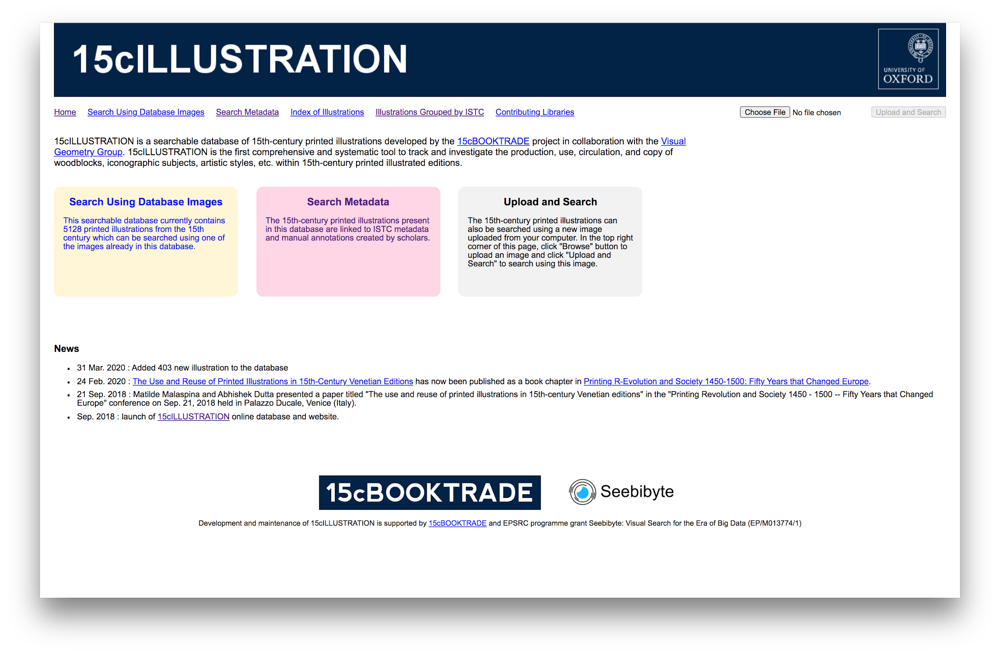 15cILLUSTRATION
UNIVERSITY OF
OXFORD
Home Search Using Database Images Search Metadata Index of Illustrations Illustrations Grouped by ISTC Contributing Libraries Choose File No file chosen Upload and Search
15cILLUSTRATION is a searchable database of 15th-century printed illustrations developed by the 15cBOOKTRADE project in collaboration with the Visual
Geometry Group. 15cILLUSTRATION is the first comprehensive and systematic tool to track and investigate the production, use, circulation, and copy of
woodblocks, iconographic subjects, artistic styles, etc. within 15th-century printed illustrated editions.
Search Using Database Images
This searchable database currently contains
5128 printed illustrations from the 15th
century which can be searched using one of
the images already in this database.
Search Metadata
The 15th-century printed illustrations present
in this database are linked to ISTC metadata
and manual annotations created by scholars.
Upload and Search
The 15th-century printed illustrations can
also be searched using a new image
uploaded from your computer. In the top right
corner of this page, click "Browse" button to
upload an image and click "Upload and
Search" to search using this image.
News
• 31 Mar. 2020 : Added 403 new illustration to the database
• 24 Feb. 2020 : The Use and Reuse of Printed Illustrations in 15th-Century Venetian Editions has now been published as a book chapter in Printing R-Evolution and Society 1450-1500: Fifty Years that Changed Europe.
• 21 Sep. 2018 : Matilde Malaspina and Abhishek Dutta presented a paper titled "The use and reuse of printed illustrations in 15th-century Venetian editions" in the "Printing Revolution and Society 1450 - 1500 -- Fifty Years that Changed
Europe" conference on Sep. 21, 2018 held in Palazzo Ducale, Venice (Italy).
• Sep. 2018 : launch of 15cILLUSTRATION online database and website.
15cBOOKTRADE
Seebibyte
Development and maintenance of 15cILLUSTRATION is supported by 15cBOOKTRADE and EPSRC programme grant Seebibyte: Visual Search for the Era of Big Data (EP/M013774/1)